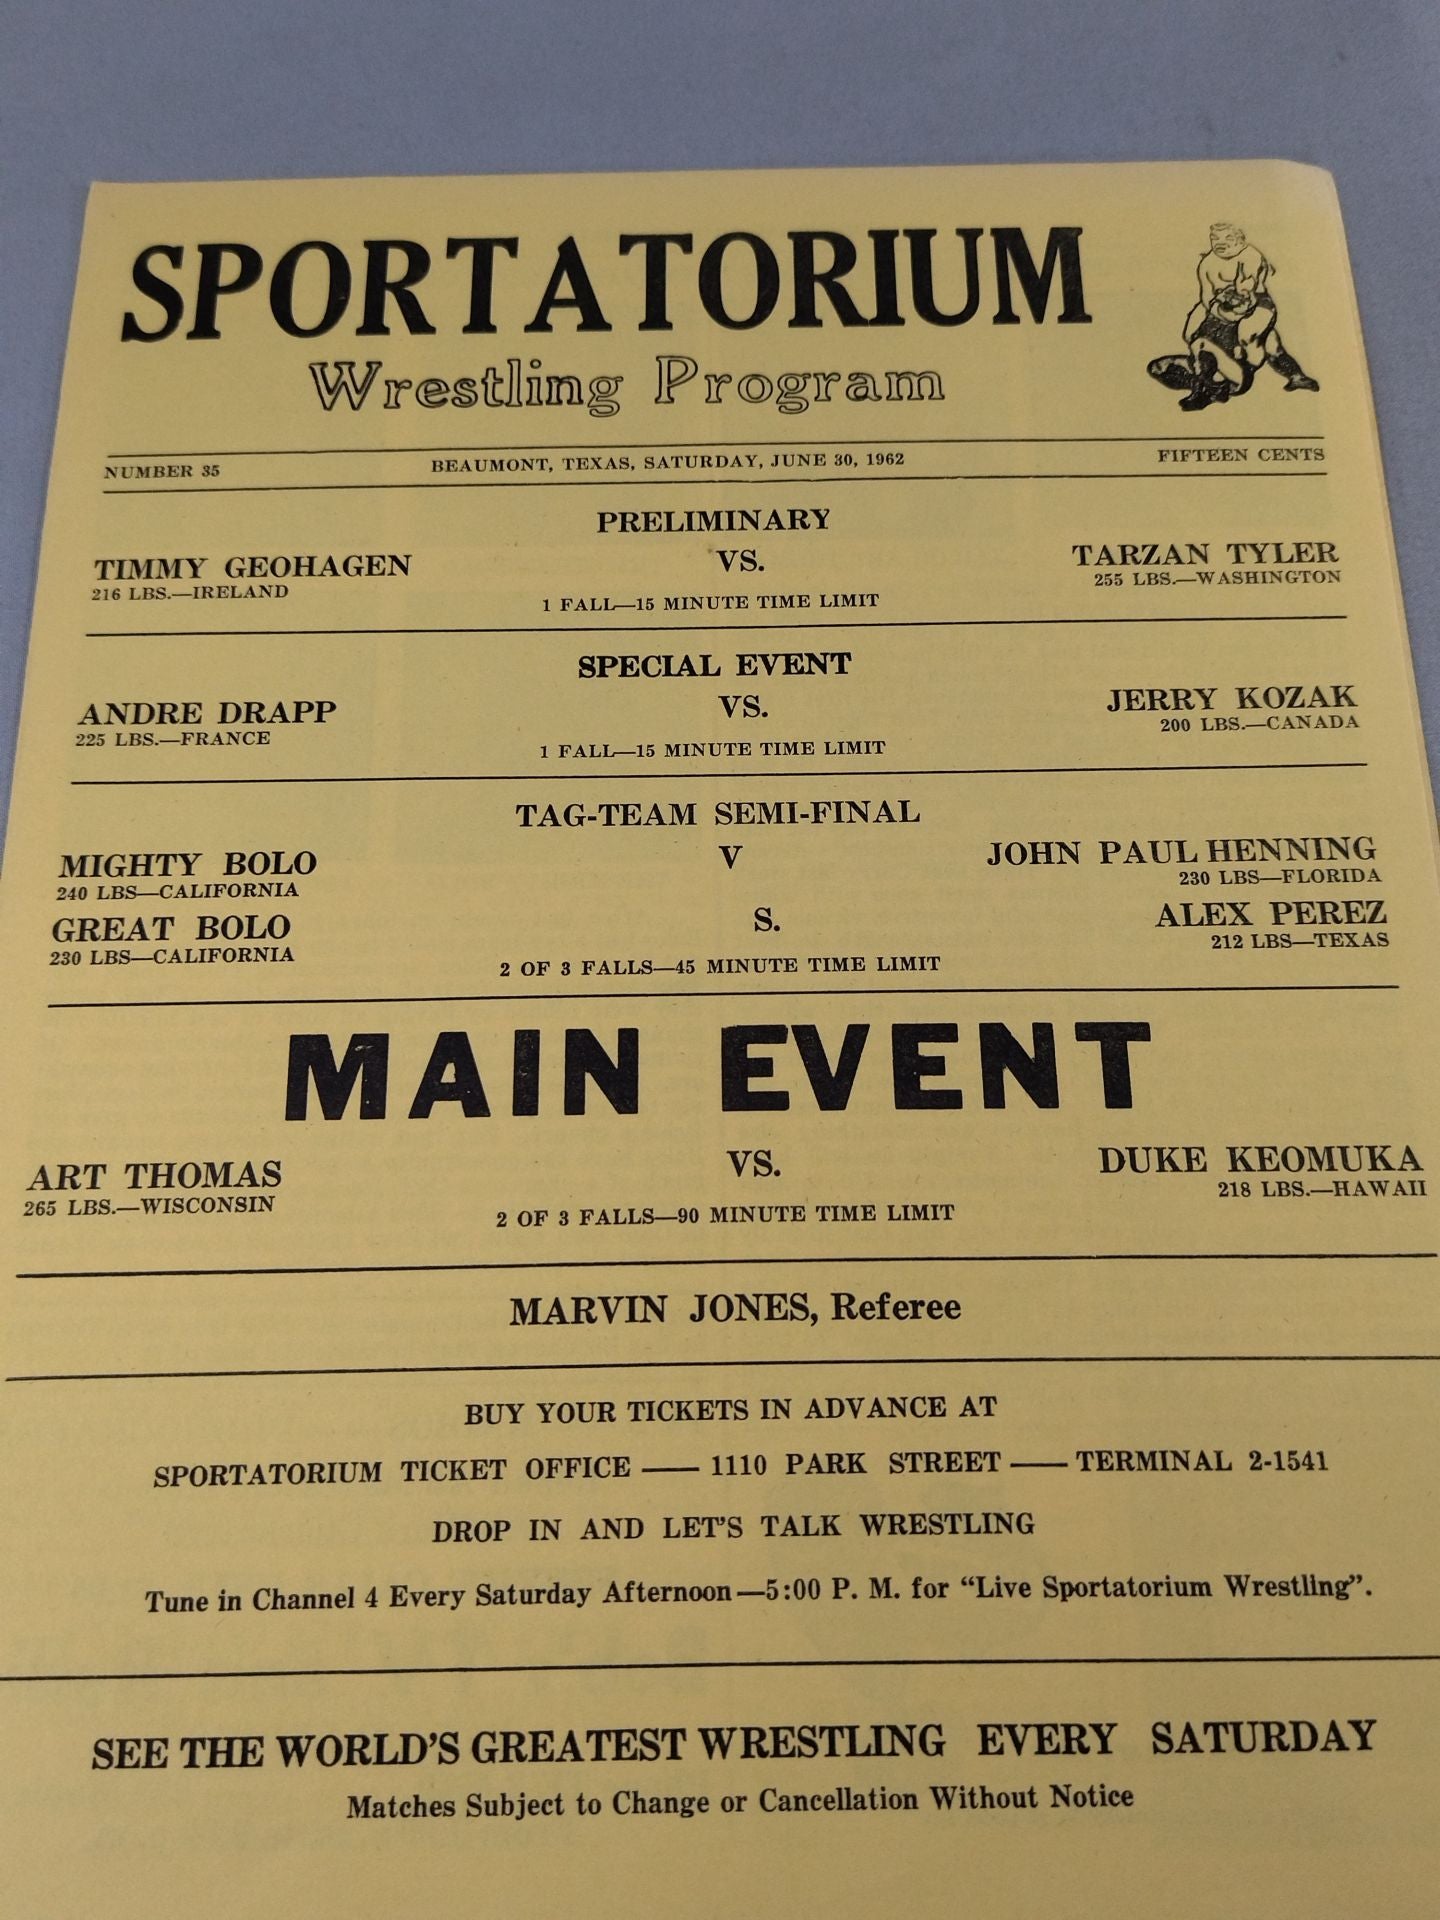 SPORTATORIUM
Wrestling Program
NUMBER 35 BEAUMONT, TEXAS, SATURDAY, JUNE 30, 1962 FIFTEEN CENTS
PRELIMINARY
TIMMY GEOHAGEN VS. TARZAN TYLER
216 LBS.—IRELAND 255 LBS.—WASHINGTON
1 FALL—15 MINUTE TIME LIMIT
SPECIAL EVENT
ANDRE DRAPP VS. JERRY KOZAK
225 LBS.—FRANCE 200 LBS.—CANADA
1 FALL—15 MINUTE TIME LIMIT
TAG-TEAM SEMI-FINAL
MIGHTY BOLO V JOHN PAUL HENNING
240 LBS—CALIFORNIA 230 LBS—FLORIDA
GREAT BOLO S. ALEX PEREZ
230 LBS—CALIFORNIA 212 LBS—TEXAS
2 OF 3 FALLS—45 MINUTE TIME LIMIT
MAIN EVENT
ART THOMAS VS. DUKE KEOMUKA
265 LBS.—WISCONSIN 218 LBS.—HAWAII
2 OF 3 FALLS—90 MINUTE TIME LIMIT
MARVIN JONES, Referee
BUY YOUR TICKETS IN ADVANCE AT
SPORTATORIUM TICKET OFFICE —— 1110 PARK STREET —— TERMINAL 2-1541
DROP IN AND LET'S TALK WRESTLING
Tune in Channel 4 Every Saturday Afternoon—5:00 P. M. for “Live Sportatorium Wrestling”.
SEE THE WORLD'S GREATEST WRESTLING EVERY SATURDAY
Matches Subject to Change or Cancellation Without Notice